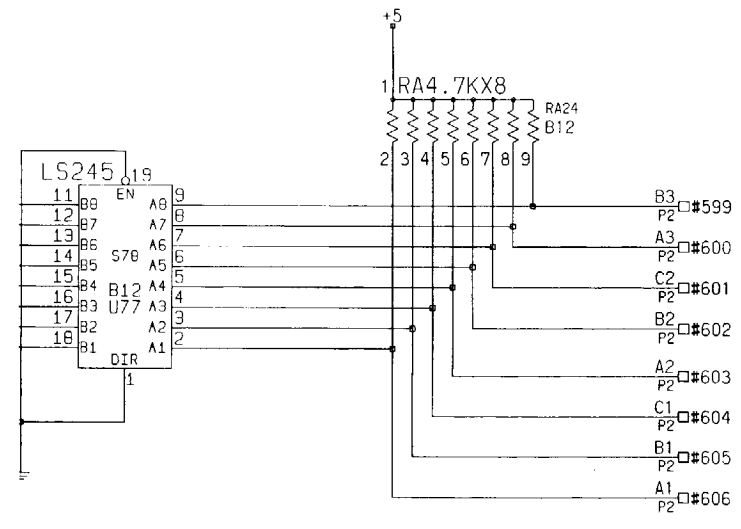 +5
1 RA4.7KX8
RA24
B12
2 3 4 5 6 7 8 9
LS245 19
EN
11 B8 A8 9
12 B7 A7 8
13 B6 A6 7
14 B5 A5 6
15 B4 A4 5
16 B3 A3 4
17 B2 A2 3
18 B1 A1 2
S78
B12
U77
DIR
1
B3
P2 #599
A3
P2 #600
C2
P2 #601
B2
P2 #602
A2
P2 #603
C1
P2 #604
B1
P2 #605
A1
P2 #606